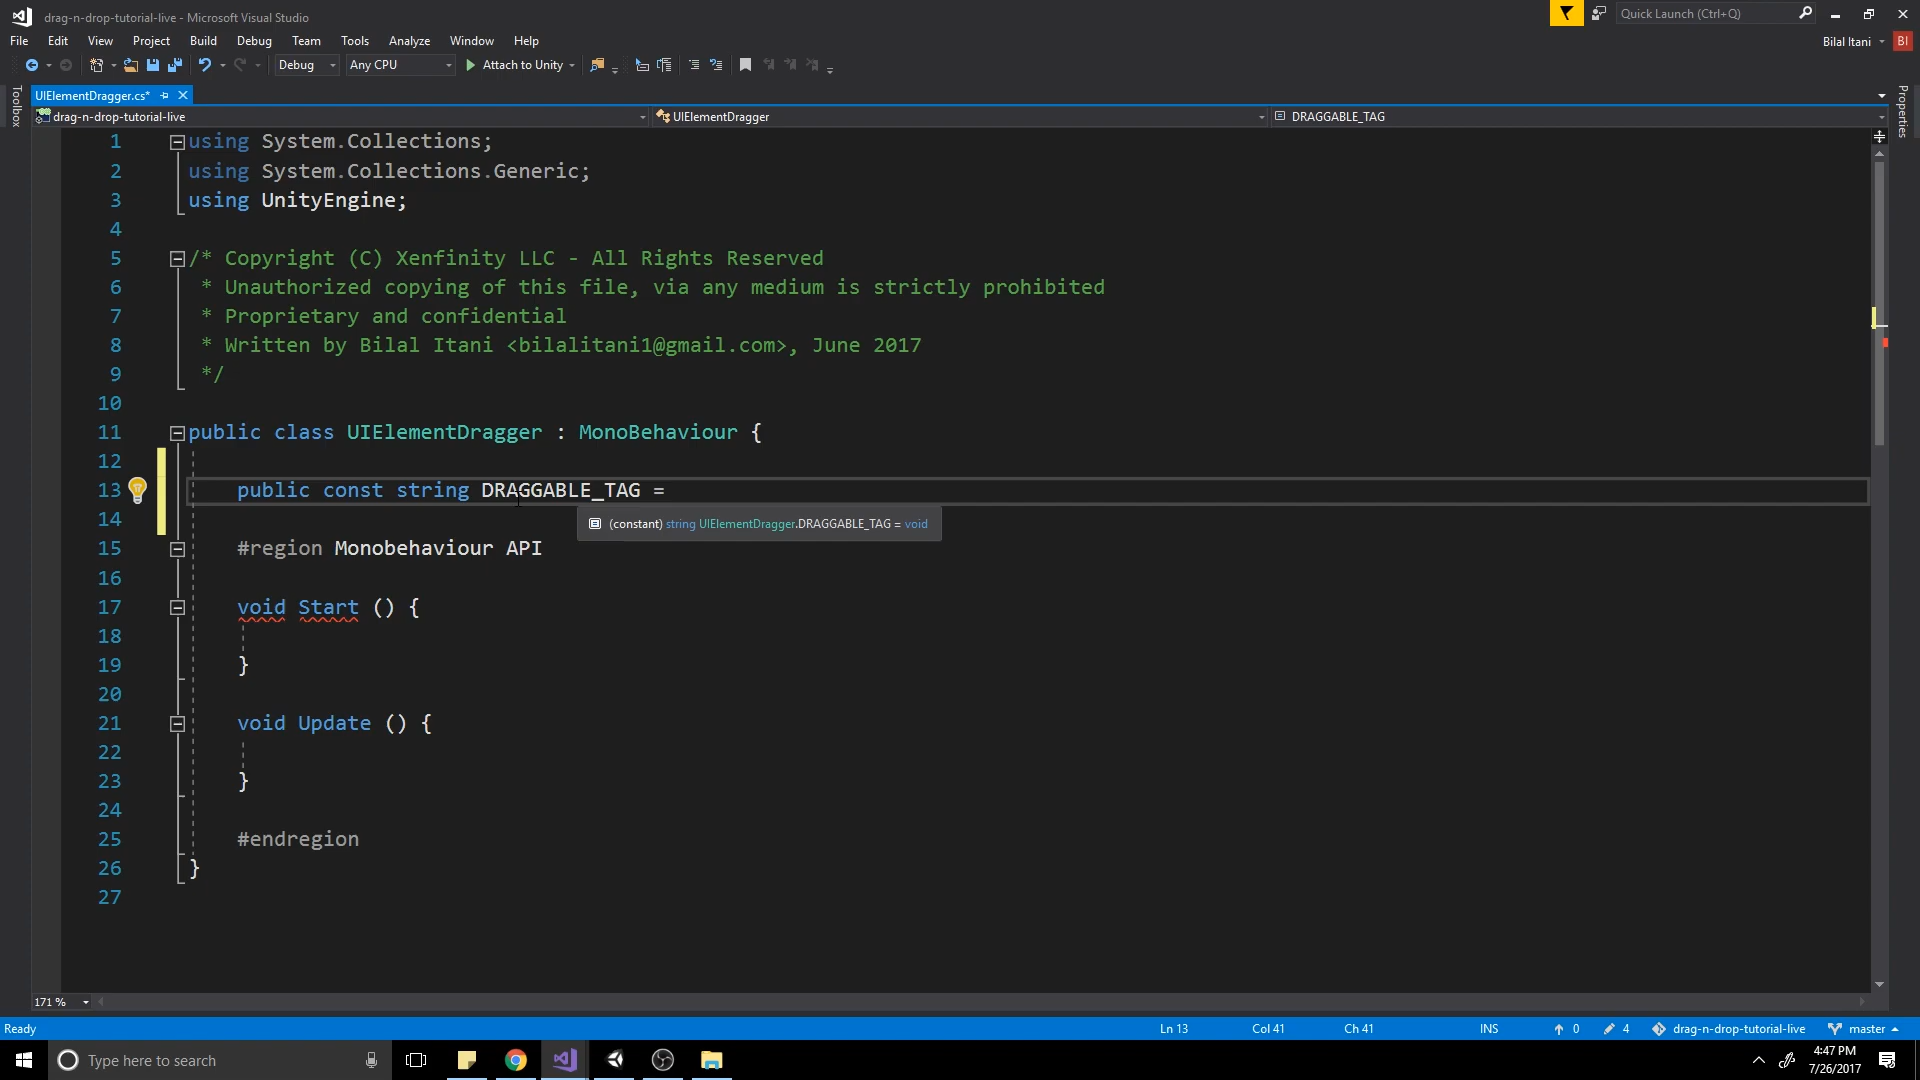 drag-n-drop-tutorial-live - Microsoft Visual Studio
Quick Launch (Ctrl+Q)
File Edit View Project Build Debug Team Tools Analyze Window Help
Bilal Itani BI
Debug Any CPU Attach to Unity
Toolbox
UIElementDragger.cs*
Properties
drag-n-drop-tutorial-live UIElementDragger DRAGGABLE_TAG
1 using System.Collections;
2 using System.Collections.Generic;
3 using UnityEngine;
4
5 /* Copyright (C) Xenfinity LLC - All Rights Reserved
6 * Unauthorized copying of this file, via any medium is strictly prohibited
7 * Proprietary and confidential
8 * Written by Bilal Itani <bilalitani1@gmail.com>, June 2017
9 */
10
11 public class UIElementDragger : MonoBehaviour {
12
13 public const string DRAGGABLE_TAG =
14
(constant) string UIElementDragger.DRAGGABLE_TAG = void
15 #region Monobehaviour API
16
17 void Start () {
18
19 }
20
21 void Update () {
22
23 }
24
25 #endregion
26 }
27
171 %
Ready Ln 13 Col 41 Ch 41 INS 0 4 drag-n-drop-tutorial-live master
Type here to search
4:47 PM
7/26/2017